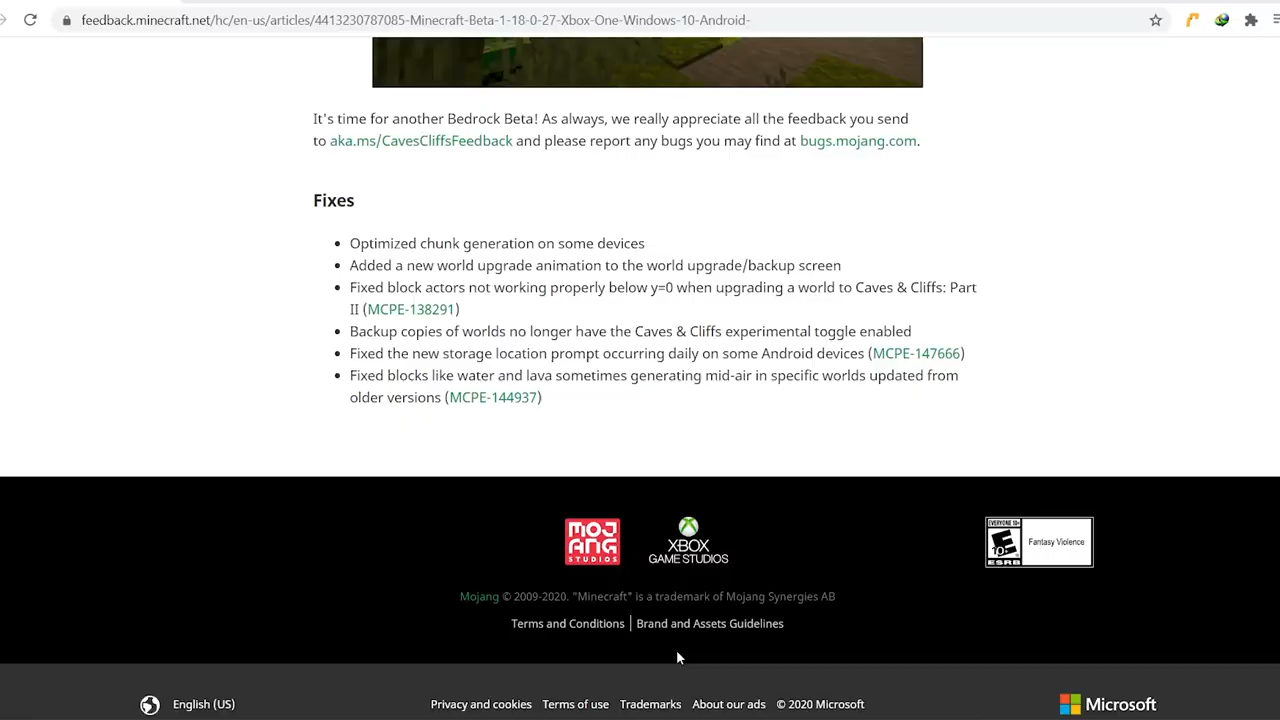 feedback.minecraft.net/hc/en-us/articles/4413230787085-Minecraft-Beta-1-18-0-27-Xbox-One-Windows-10-Android-
It's time for another Bedrock Beta! As always, we really appreciate all the feedback you send
to aka.ms/CavesCliffsFeedback and please report any bugs you may find at bugs.mojang.com.
Fixes
• Optimized chunk generation on some devices
• Added a new world upgrade animation to the world upgrade/backup screen
• Fixed block actors not working properly below y=0 when upgrading a world to Caves & Cliffs: Part
II (MCPE-138291)
• Backup copies of worlds no longer have the Caves & Cliffs experimental toggle enabled
• Fixed the new storage location prompt occurring daily on some Android devices (MCPE-147666)
• Fixed blocks like water and lava sometimes generating mid-air in specific worlds updated from
older versions (MCPE-144937)
MOJ
ANG
STUDIOS
XBOX
GAME STUDIOS
EVERYONE 10+
E
10+
ESRB
Fantasy Violence
Mojang © 2009-2020. "Minecraft" is a trademark of Mojang Synergies AB
Terms and Conditions | Brand and Assets Guidelines
English (US)
Privacy and cookies Terms of use Trademarks About our ads © 2020 Microsoft
Microsoft